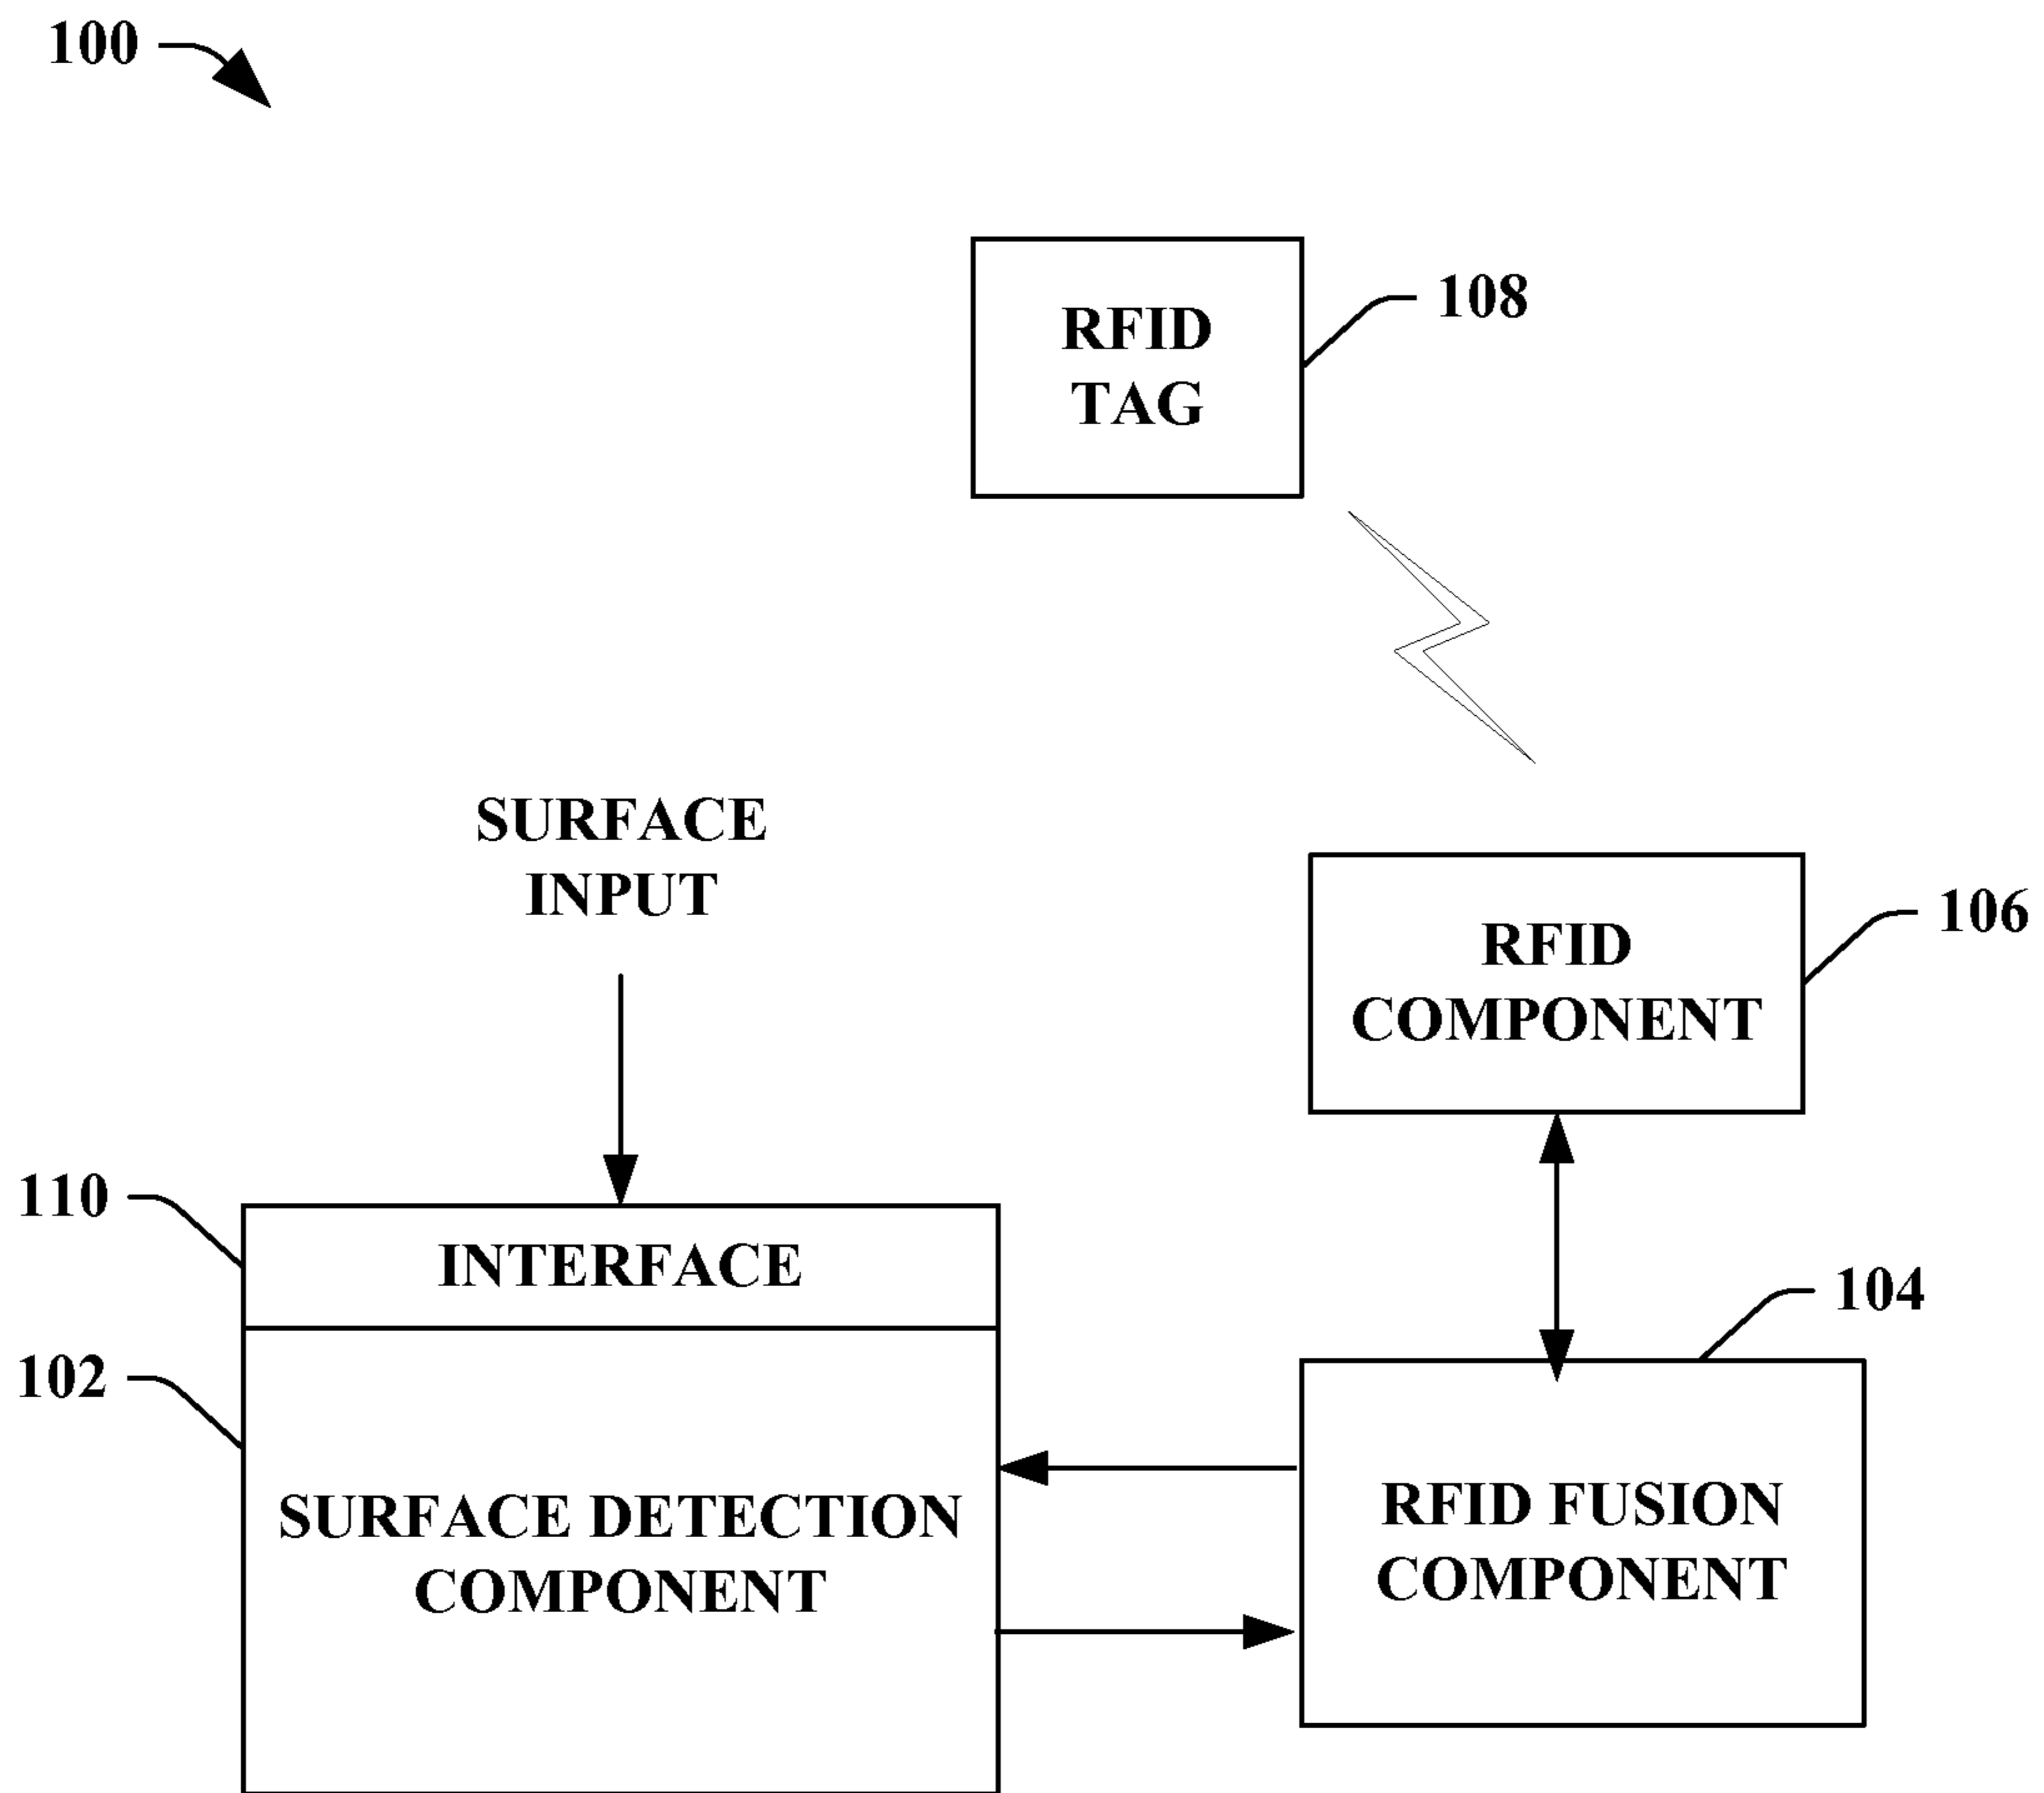 100
RFID
TAG
108
SURFACE
INPUT
RFID
COMPONENT
106
110
INTERFACE
104
102
SURFACE DETECTION
COMPONENT
RFID FUSION
COMPONENT